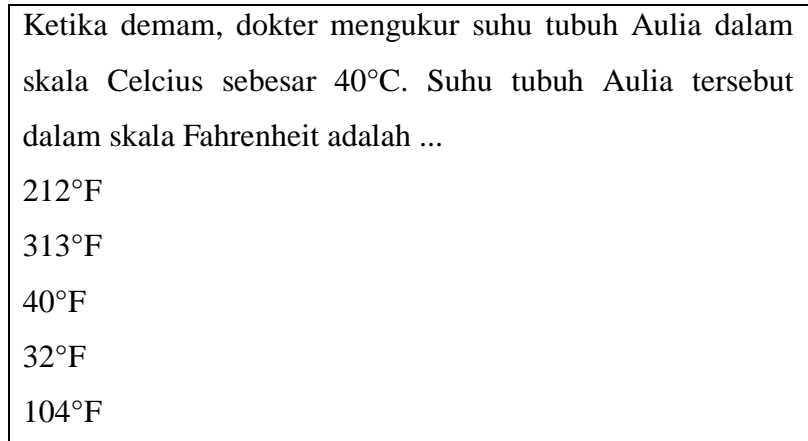 Ketika demam, dokter mengukur suhu tubuh Aulia dalam
skala Celcius sebesar 40°C. Suhu tubuh Aulia tersebut
dalam skala Fahrenheit adalah ...
212°F
313°F
40°F
32°F
104°F